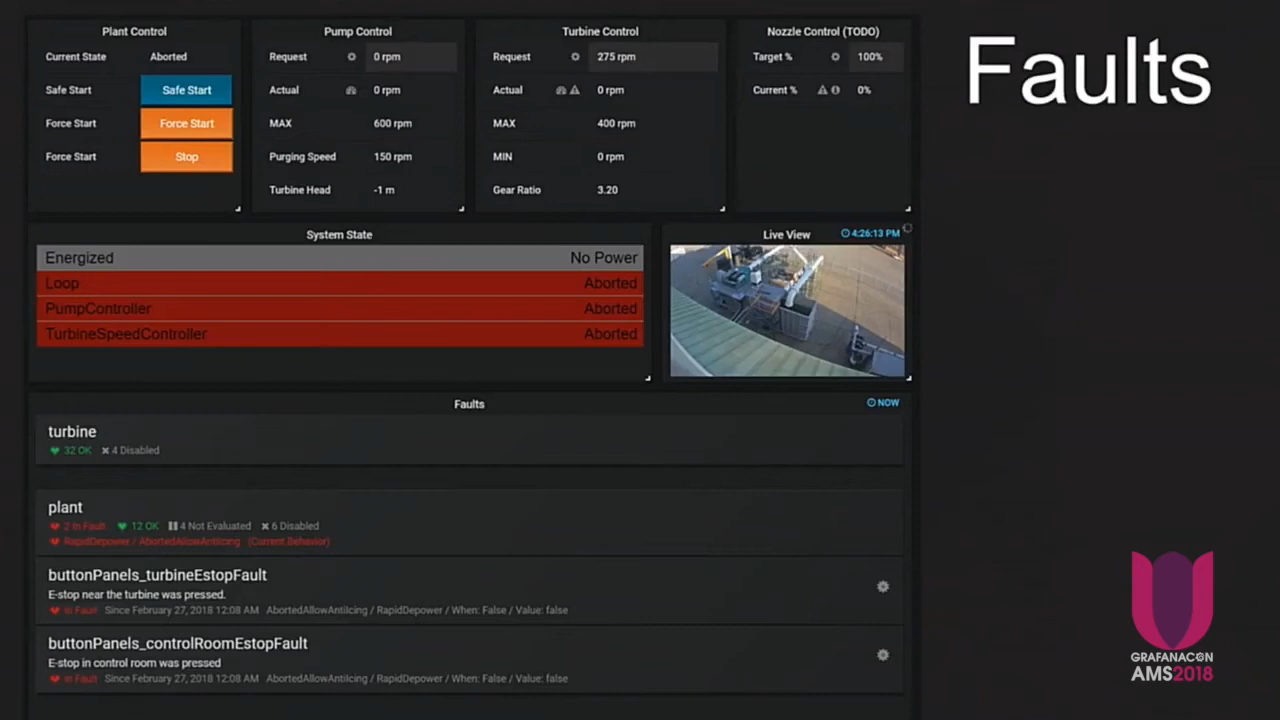 Faults
Plant Control
Current State Aborted
Safe Start Safe Start
Force Start Force Start
Force Start Stop
Pump Control
Request 0 rpm
Actual 0 rpm
MAX 600 rpm
Purging Speed 150 rpm
Turbine Head -1 m
Turbine Control
Request 275 rpm
Actual 0 rpm
MAX 400 rpm
MIN 0 rpm
Gear Ratio 3.20
Nozzle Control (TODO)
Target % 100%
Current % 0%
System State
Energized No Power
Loop Aborted
PumpController Aborted
TurbineSpeedController Aborted
Live View 4:26:13 PM
Faults NOW
turbine
32 OK 4 Disabled
plant
2 In Fault 12 OK 4 Not Evaluated 6 Disabled
RapidDepower / AbortedAllowAntiIcing (Current Behavior)
buttonPanels_turbineEstopFault
E-stop near the turbine was pressed.
In Fault Since February 27, 2018 12:08 AM AbortedAllowAntiIcing / RapidDepower / When: False / Value: false
buttonPanels_controlRoomEstopFault
E-stop in control room was pressed
In Fault Since February 27, 2018 12:08 AM AbortedAllowAntiIcing / RapidDepower / When: False / Value: false
GRAFANACON
AMS2018